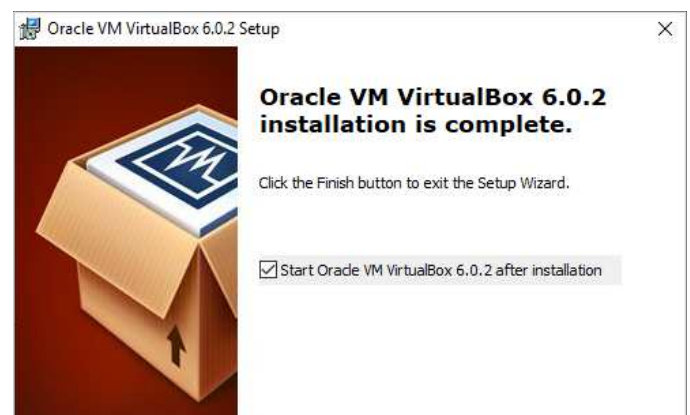 Oracle VM VirtualBox 6.0.2 Setup
Oracle VM VirtualBox 6.0.2
installation is complete.
Click the Finish button to exit the Setup Wizard.
Start Oracle VM VirtualBox 6.0.2 after installation